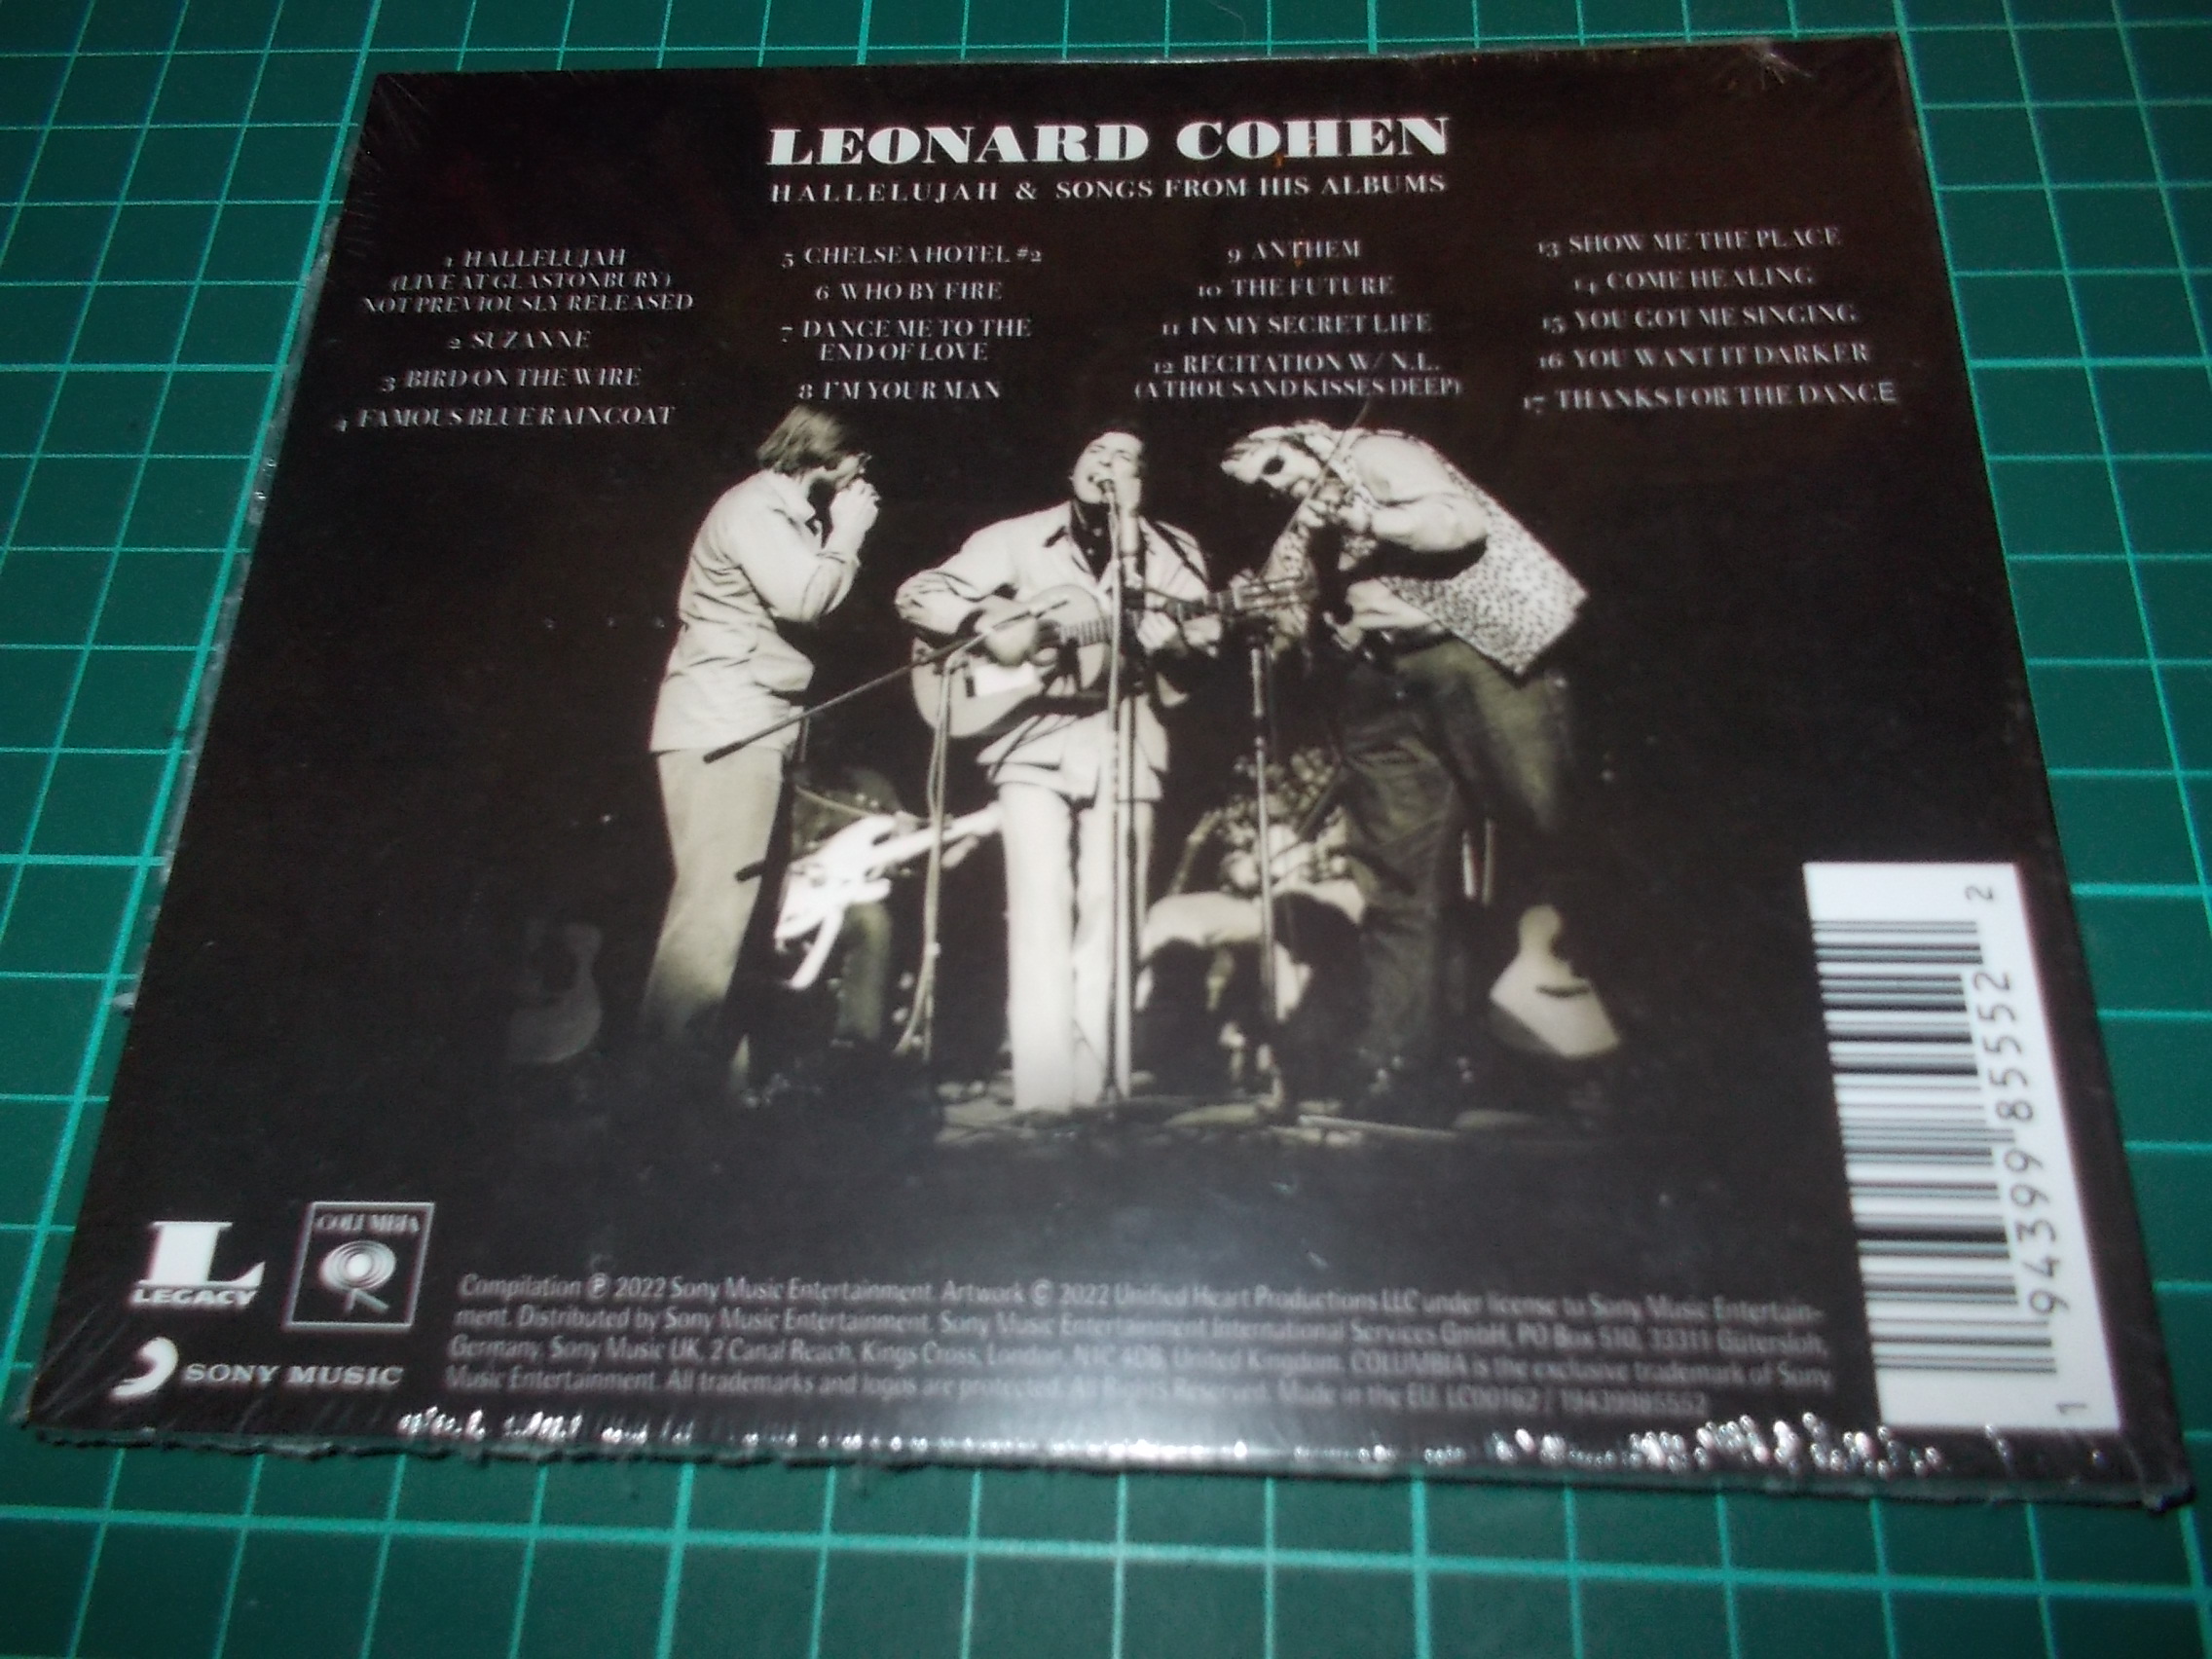 LEONARD COHEN
HALLELUJAH & SONGS FROM HIS ALBUMS
1 HALLELUJAH
(LIVE AT GLASTONBURY)
NOT PREVIOUSLY RELEASED
2 SUZANNE
3 BIRD ON THE WIRE
4 FAMOUS BLUE RAINCOAT
5 CHELSEA HOTEL #2
6 WHO BY FIRE
7 DANCE ME TO THE
END OF LOVE
8 I'M YOUR MAN
9 ANTHEM
10 THE FUTURE
11 IN MY SECRET LIFE
12 RECITATION W/ N.L.
(A THOUSAND KISSES DEEP)
13 SHOW ME THE PLACE
14 COME HEALING
15 YOU GOT ME SINGING
16 YOU WANT IT DARKER
17 THANKS FOR THE DANCE
L
LEGACY
COLUMBIA
SONY MUSIC
Compilation ℗ 2022 Sony Music Entertainment. Artwork © 2022 Unified Heart Productions LLC under license to Sony Music Entertain-
ment. Distributed by Sony Music Entertainment. Sony Music Entertainment International Services GmbH, PO Box 510, 33311 Gütersloh,
Germany. Sony Music UK, 2 Canal Reach, Kings Cross, London, N1C 4DB, United Kingdom. COLUMBIA is the exclusive trademark of Sony
Music Entertainment. All trademarks and logos are protected. All Rights Reserved. Made in the EU. LC00162 / 19439985552
1 94399 85552 2